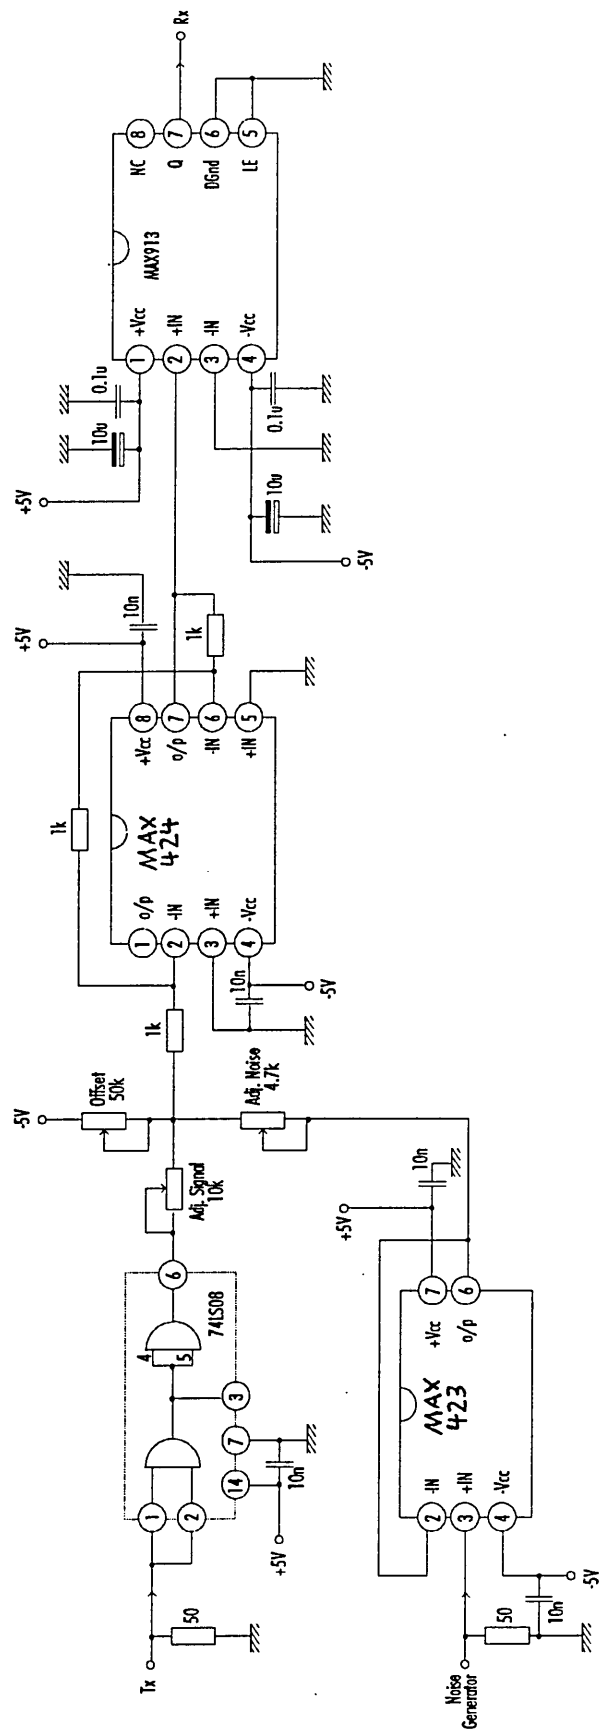 Tx
50
1
2
14
7
3
4
5
6
74LS08
+5V
10n
Adj. Signal
10k
-5V
Offset
50k
Adj. Noise
4.7k
1k
1k
MAX
424
1
o/p
2
-IN
3
+IN
4
-Vcc
10n
-5V
8
+Vcc
7
o/p
6
-IN
5
+IN
+5V
10n
1k
+5V
10u
0.1u
MAX913
1
+Vcc
2
+IN
3
-IN
4
-Vcc
0.1u
10u
-5V
8
NC
7
Q
6
DGnd
5
LE
Rx
Noise
Generator
50
10n
-5V
MAX
423
2
-IN
3
+IN
4
-Vcc
7
+Vcc
6
o/p
+5V
10n